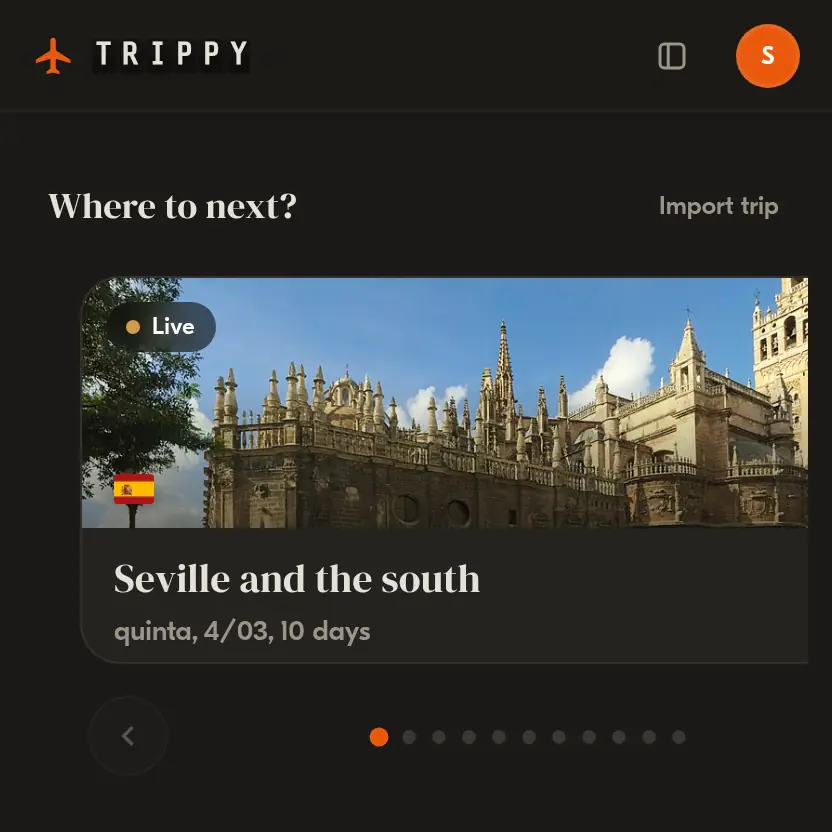 TRIPPY
S
Where to next?
Import trip
Live
Seville and the south
quinta, 4/03, 10 days